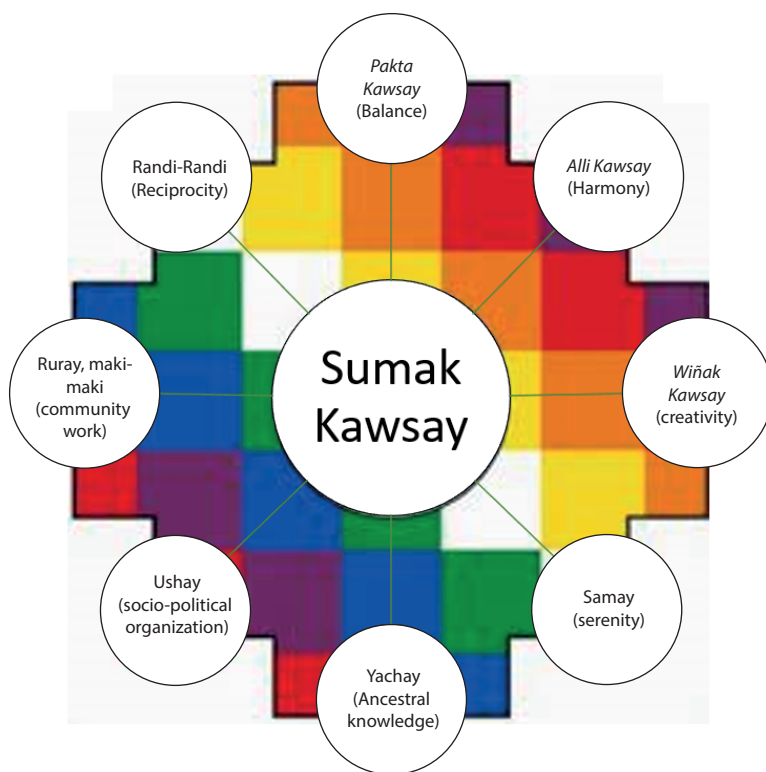 Pakta
Kawsay
(Balance)
Randi-Randi
(Reciprocity)
Alli Kawsay
(Harmony)
Sumak
Kawsay
Ruray, maki-
maki
(community
work)
Wiñak
Kawsay
(creativity)
Ushay
(socio-political
organization)
Samay
(serenity)
Yachay
(Ancestral
knowledge)